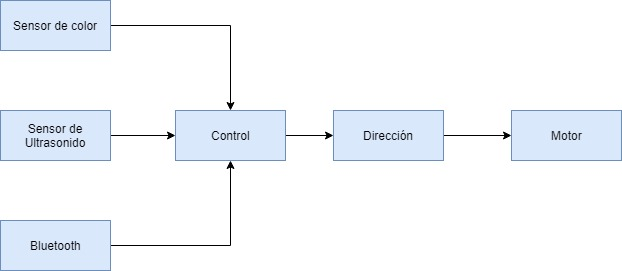 Sensor de color
Sensor de
Ultrasonido
Control
Dirección
Motor
Bluetooth